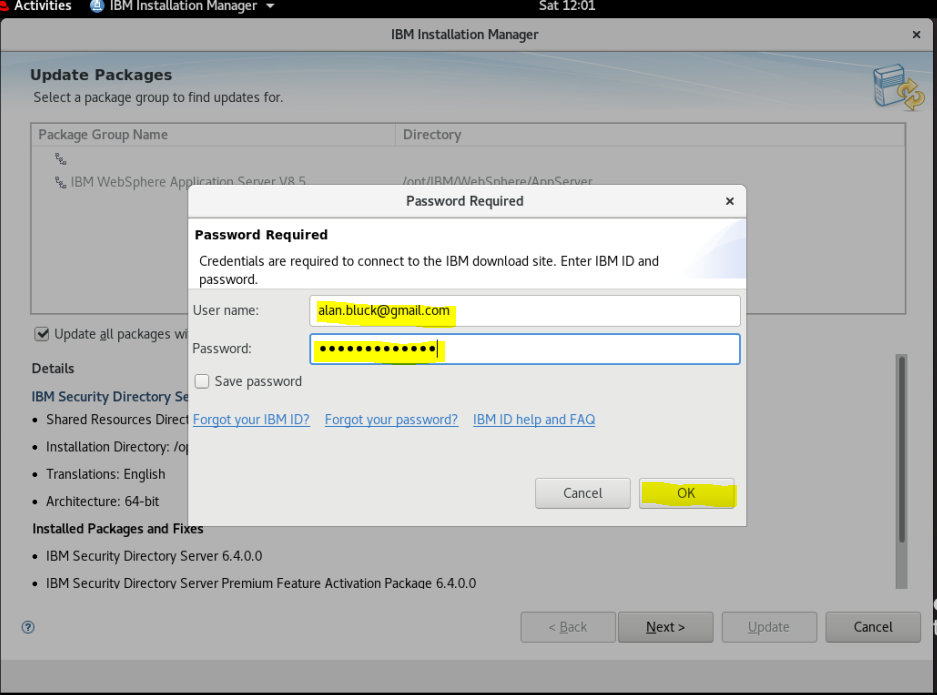 Activities IBM Installation Manager Sat 12:01
IBM Installation Manager ×
Update Packages
Select a package group to find updates for.
Package Group Name Directory
IBM WebSphere Application Server V8.5 /opt/IBM/WebSphere/AppServer
Password Required ×
Password Required
Credentials are required to connect to the IBM download site. Enter IBM ID and
password.
User name: alan.bluck@gmail.com
Update all packages wi
Password: •••••••••••••
Details
Save password
IBM Security Directory Se
• Shared Resources Direct
Forgot your IBM ID? Forgot your password? IBM ID help and FAQ
• Installation Directory: /op
• Translations: English
• Architecture: 64-bit
Cancel OK
Installed Packages and Fixes
• IBM Security Directory Server 6.4.0.0
• IBM Security Directory Server Premium Feature Activation Package 6.4.0.0
? < Back Next > Update Cancel